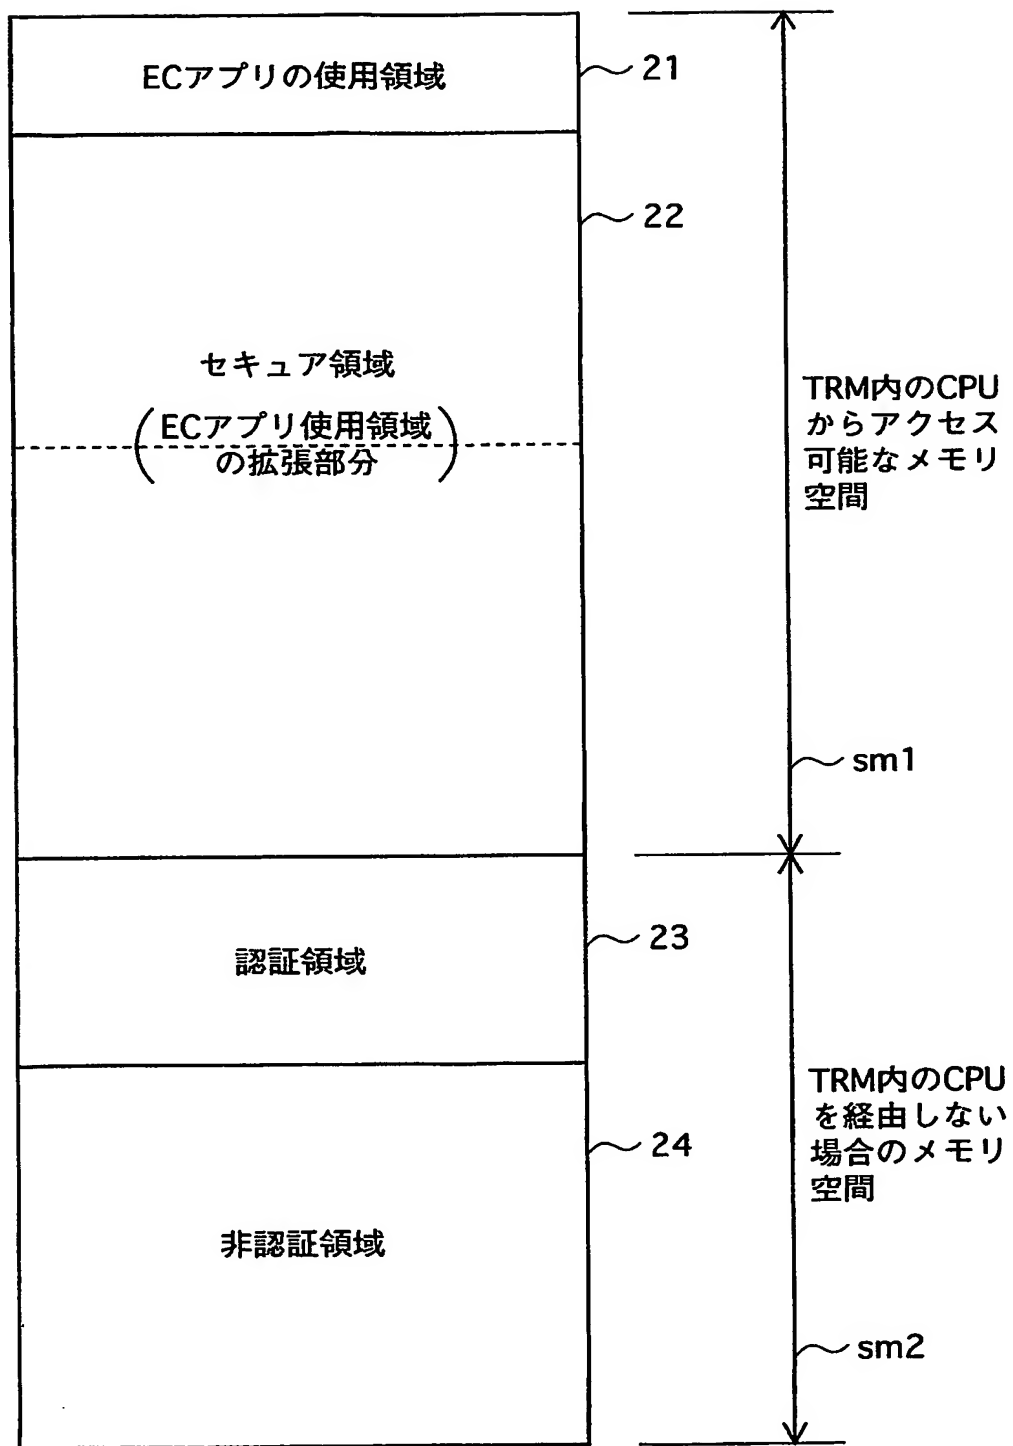 ECアプリの使用領域
21
22
セキュア領域
(ECアプリ使用領域
の拡張部分)
TRM内のCPU
からアクセス
可能なメモリ
空間
sm1
認証領域
23
TRM内のCPU
を経由しない
場合のメモリ
空間
24
非認証領域
sm2